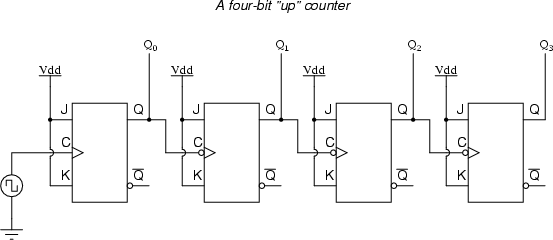 A four-bit "up" counter
Q0 Q1 Q2 Q3
Vdd Vdd Vdd Vdd
J Q J Q J Q J Q
C C C C
K Q̅ K Q̅ K Q̅ K Q̅